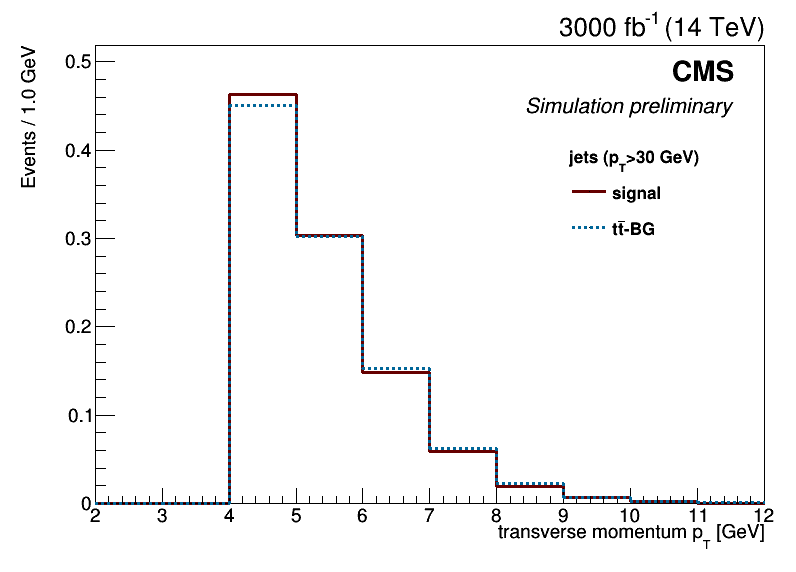 3000 fb⁻¹ (14 TeV)
Events / 1.0 GeV
CMS
Simulation preliminary
jets (p_T>30 GeV)
signal
tt̄-BG
0.5
0.4
0.3
0.2
0.1
0
2 3 4 5 6 7 8 9 10 11 12
transverse momentum p_T [GeV]